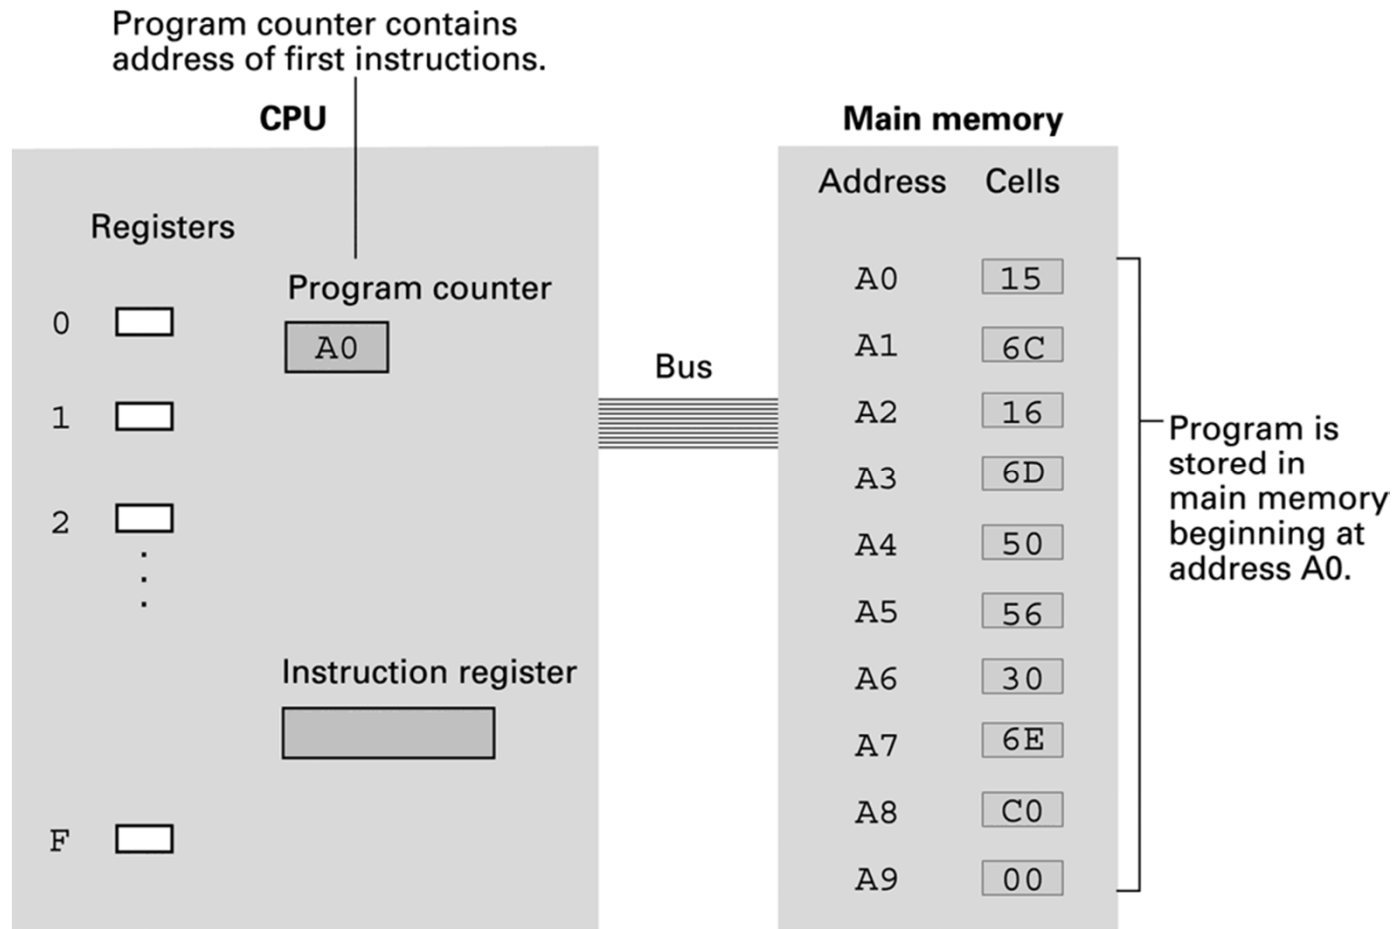 Program counter contains
address of first instructions.
CPU
Registers
0
1
2
F
Program counter
A0
Instruction register
Bus
Main memory
Address Cells
A0 15
A1 6C
A2 16
A3 6D
A4 50
A5 56
A6 30
A7 6E
A8 C0
A9 00
Program is
stored in
main memory
beginning at
address A0.